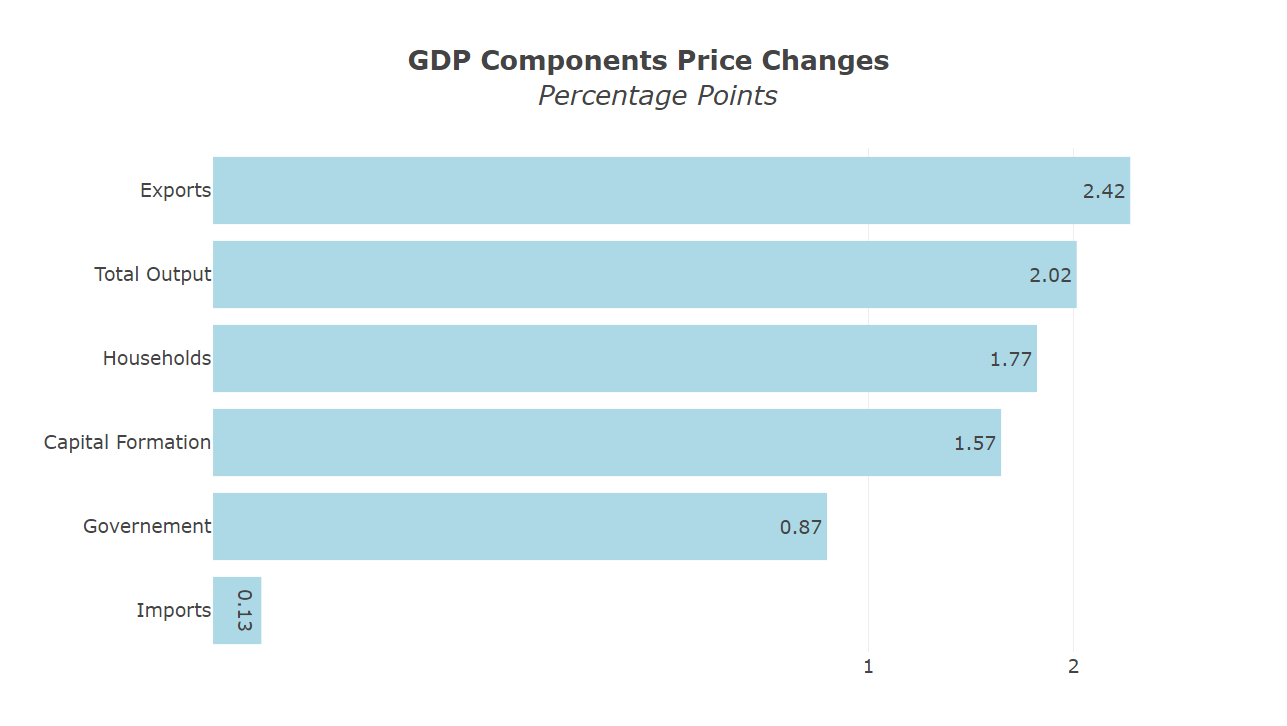 GDP Components Price Changes
Percentage Points
Exports
2.42
Total Output
2.02
Households
1.77
Capital Formation
1.57
Governement
0.87
Imports
0.13
1
2